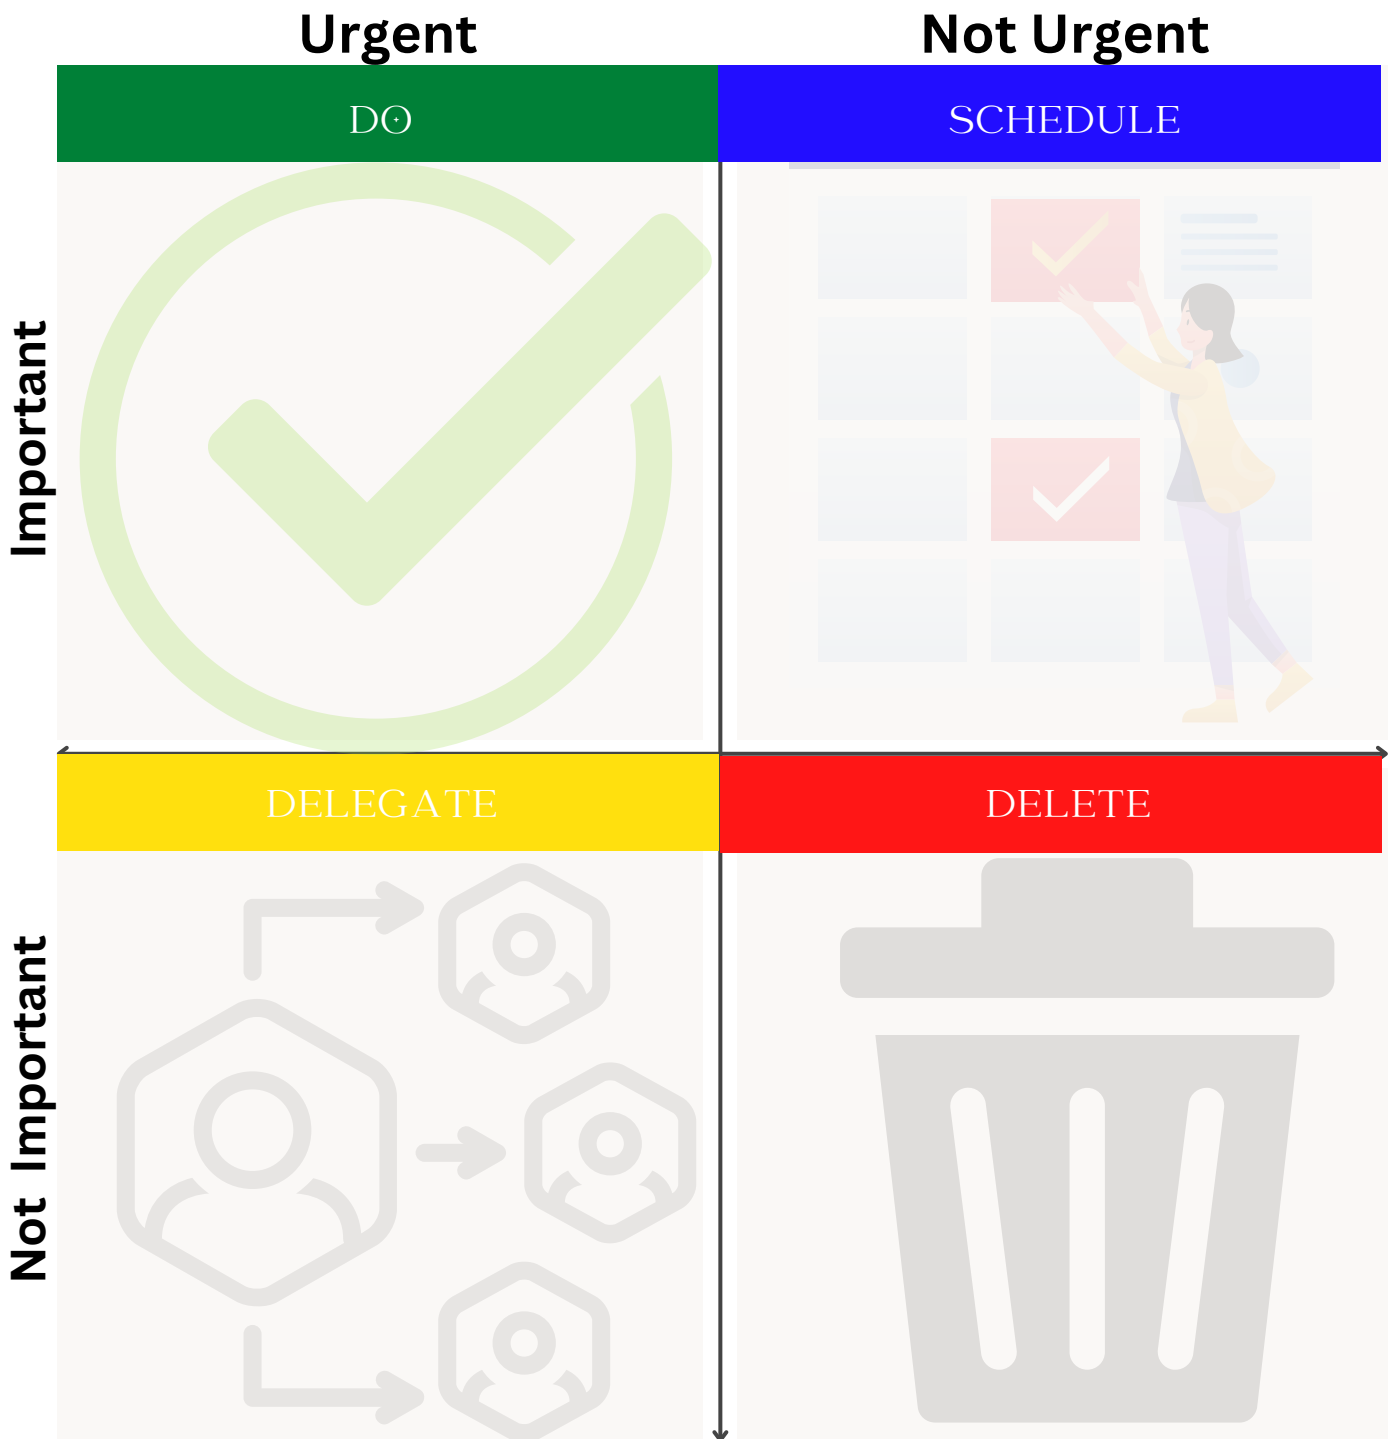 Urgent
Not Urgent
DO
SCHEDULE
Important
DELEGATE
DELETE
Not Important